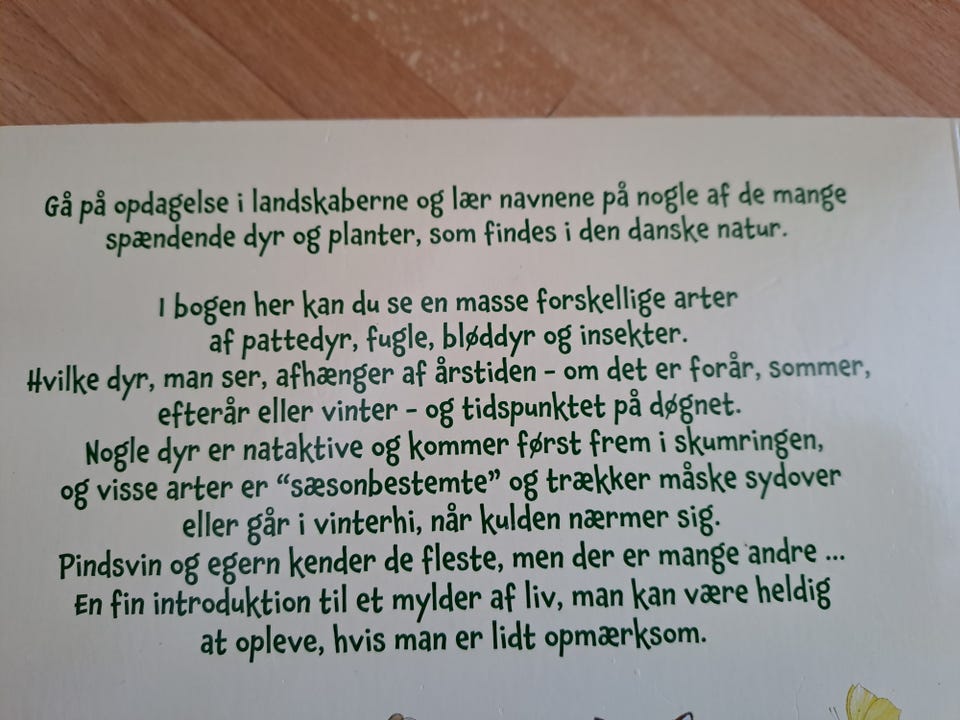 Gå på opdagelse i landskaberne og lær navnene på nogle af de mange
spændende dyr og planter, som findes i den danske natur.
I bogen her kan du se en masse forskellige arter
af pattedyr, fugle, bløddyr og insekter.
Hvilke dyr, man ser, afhænger af årstiden - om det er forår, sommer,
efterår eller vinter - og tidspunktet på døgnet.
Nogle dyr er nataktive og kommer først frem i skumringen,
og visse arter er “sæsonbestemte” og trækker måske sydover
eller går i vinterhi, når kulden nærmer sig.
Pindsvin og egern kender de fleste, men der er mange andre ...
En fin introduktion til et mylder af liv, man kan være heldig
at opleve, hvis man er lidt opmærksom.